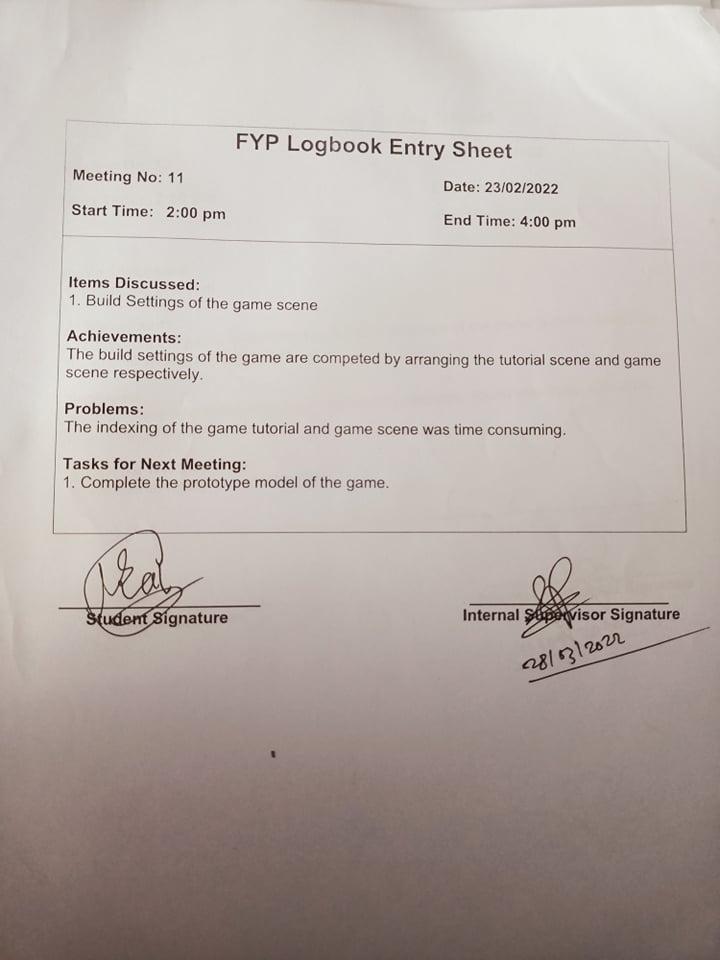 FYP Logbook Entry Sheet
Meeting No: 11
Date: 23/02/2022
Start Time: 2:00 pm
End Time: 4:00 pm
Items Discussed:
1. Build Settings of the game scene
Achievements:
The build settings of the game are competed by arranging the tutorial scene and game
scene respectively.
Problems:
The indexing of the game tutorial and game scene was time consuming.
Tasks for Next Meeting:
1. Complete the prototype model of the game.
Student Signature
Internal Supervisor Signature
28/03/2022